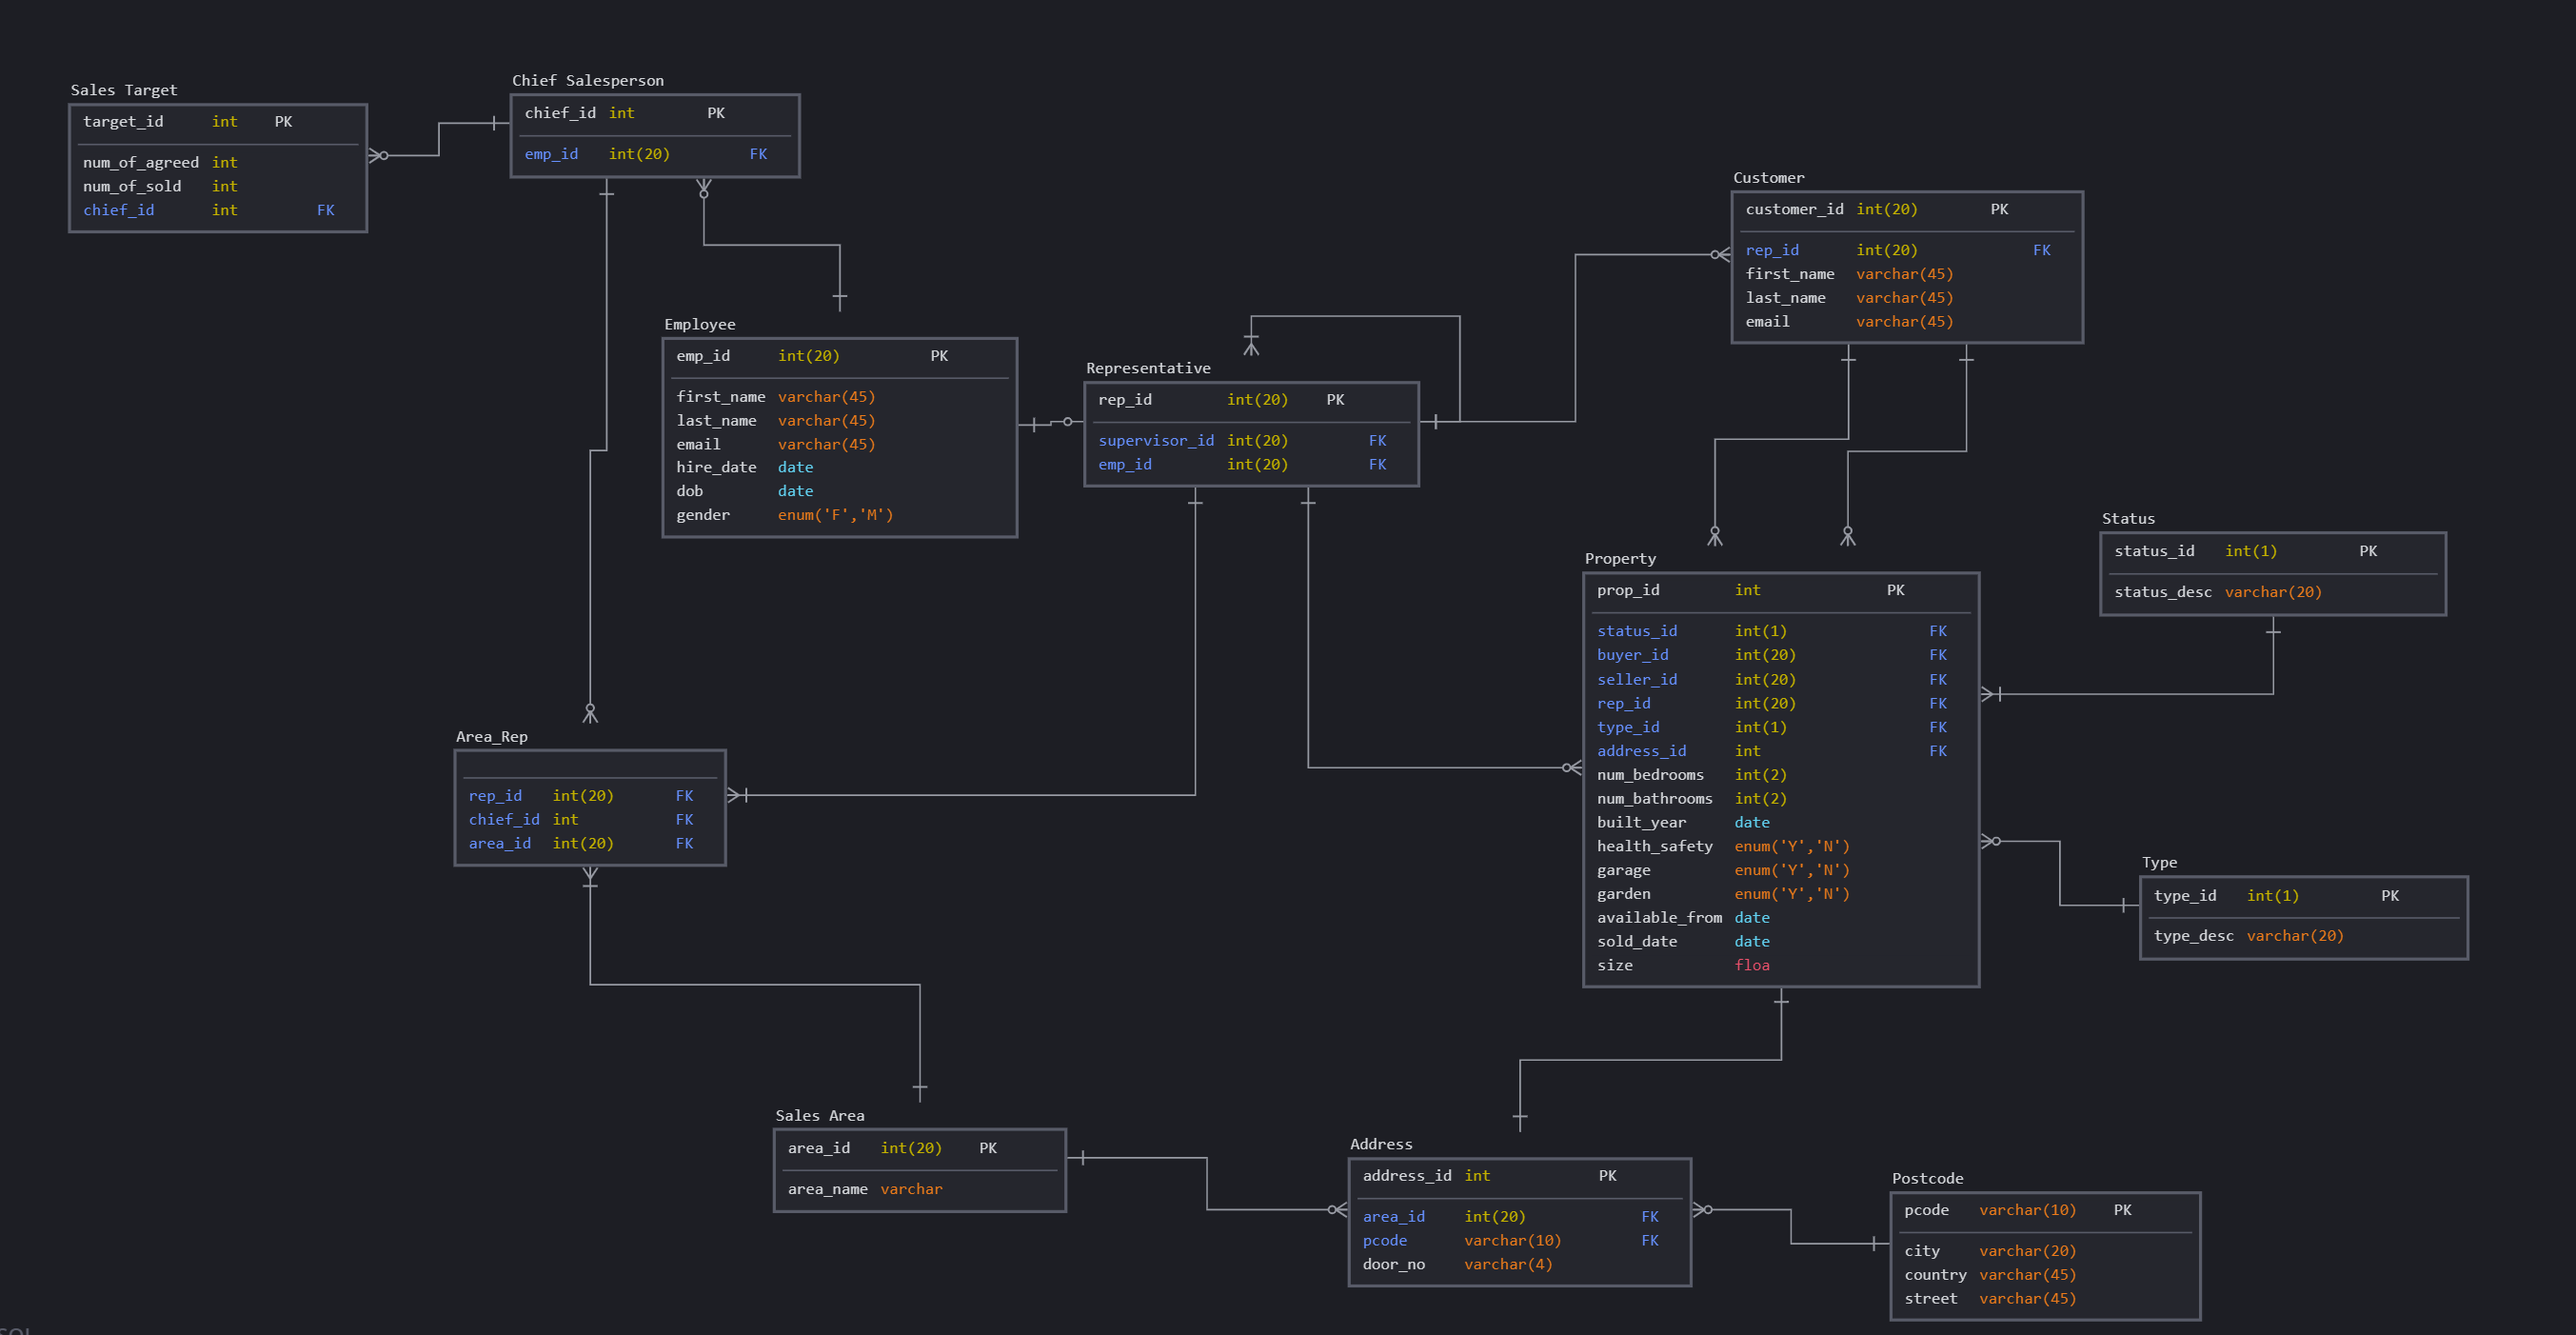 Sales Target
target_id int PK
num_of_agreed int
num_of_sold int
chief_id int FK
Chief Salesperson
chief_id int PK
emp_id int(20) FK
Customer
customer_id int(20) PK
rep_id int(20) FK
first_name varchar(45)
last_name varchar(45)
email varchar(45)
Employee
emp_id int(20) PK
first_name varchar(45)
last_name varchar(45)
email varchar(45)
hire_date date
dob date
gender enum('F','M')
Representative
rep_id int(20) PK
supervisor_id int(20) FK
emp_id int(20) FK
Status
status_id int(1) PK
status_desc varchar(20)
Property
prop_id int PK
status_id int(1) FK
buyer_id int(20) FK
seller_id int(20) FK
rep_id int(20) FK
type_id int(1) FK
address_id int FK
num_bedrooms int(2)
num_bathrooms int(2)
built_year date
health_safety enum('Y','N')
garage enum('Y','N')
garden enum('Y','N')
available_from date
sold_date date
size floa
Area_Rep
rep_id int(20) FK
chief_id int FK
area_id int(20) FK
Type
type_id int(1) PK
type_desc varchar(20)
Sales Area
area_id int(20) PK
area_name varchar
Address
address_id int PK
area_id int(20) FK
pcode varchar(10) FK
door_no varchar(4)
Postcode
pcode varchar(10) PK
city varchar(20)
country varchar(45)
street varchar(45)